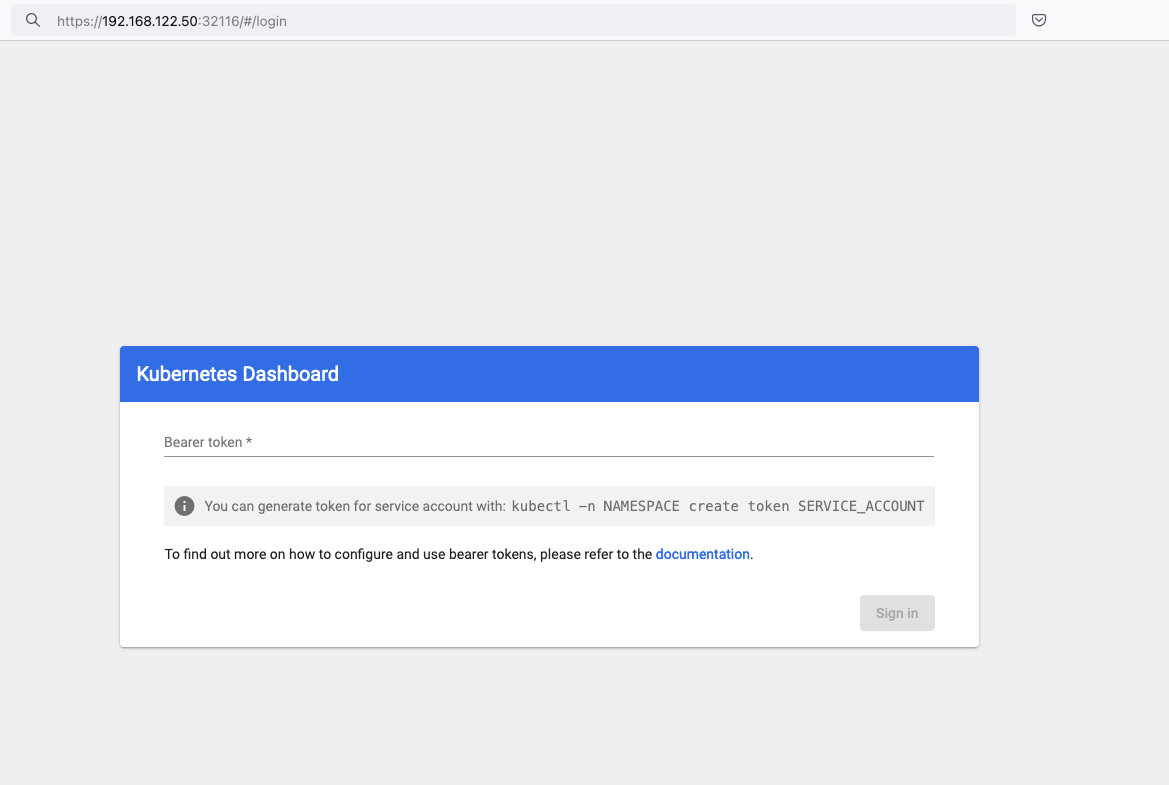 https://192.168.122.50:32116/#/login
Kubernetes Dashboard
Bearer token *
You can generate token for service account with: kubectl -n NAMESPACE create token SERVICE_ACCOUNT
To find out more on how to configure and use bearer tokens, please refer to the documentation.
Sign in